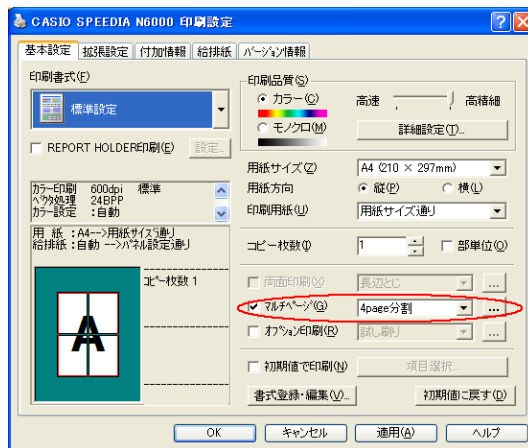 CASIO SPEEDIA N6000 印刷設定
基本設定 拡張設定 付加情報 給排紙 バージョン情報
印刷書式(F)
標準設定
REPORT HOLDER印刷(E) 設定...
カラー印刷 600dpi 標準
ベクタ処理 24BPP
カラー設定 :自動
用 紙 :A4-->用紙サイズ通り
給排紙:自動 -->パネル設定通り
コピー枚数 1
A
印刷品質(S)
カラー(C) 高速 高精細
モノクロ(M) 詳細設定(T)...
用紙サイズ(Z) A4 (210 × 297mm)
用紙方向 縦(P) 横(L)
印刷用紙(U) 用紙サイズ通り
コピー枚数(I) 1 部単位(O)
両面印刷(X) 長辺とじ ...
マルチページ(G) 4page分割 ...
オプション印刷(R) 試し刷り ...
初期値で印刷(N) 項目選択...
書式登録・編集(V)... 初期値に戻す(D)
OK キャンセル 適用(A) ヘルプ